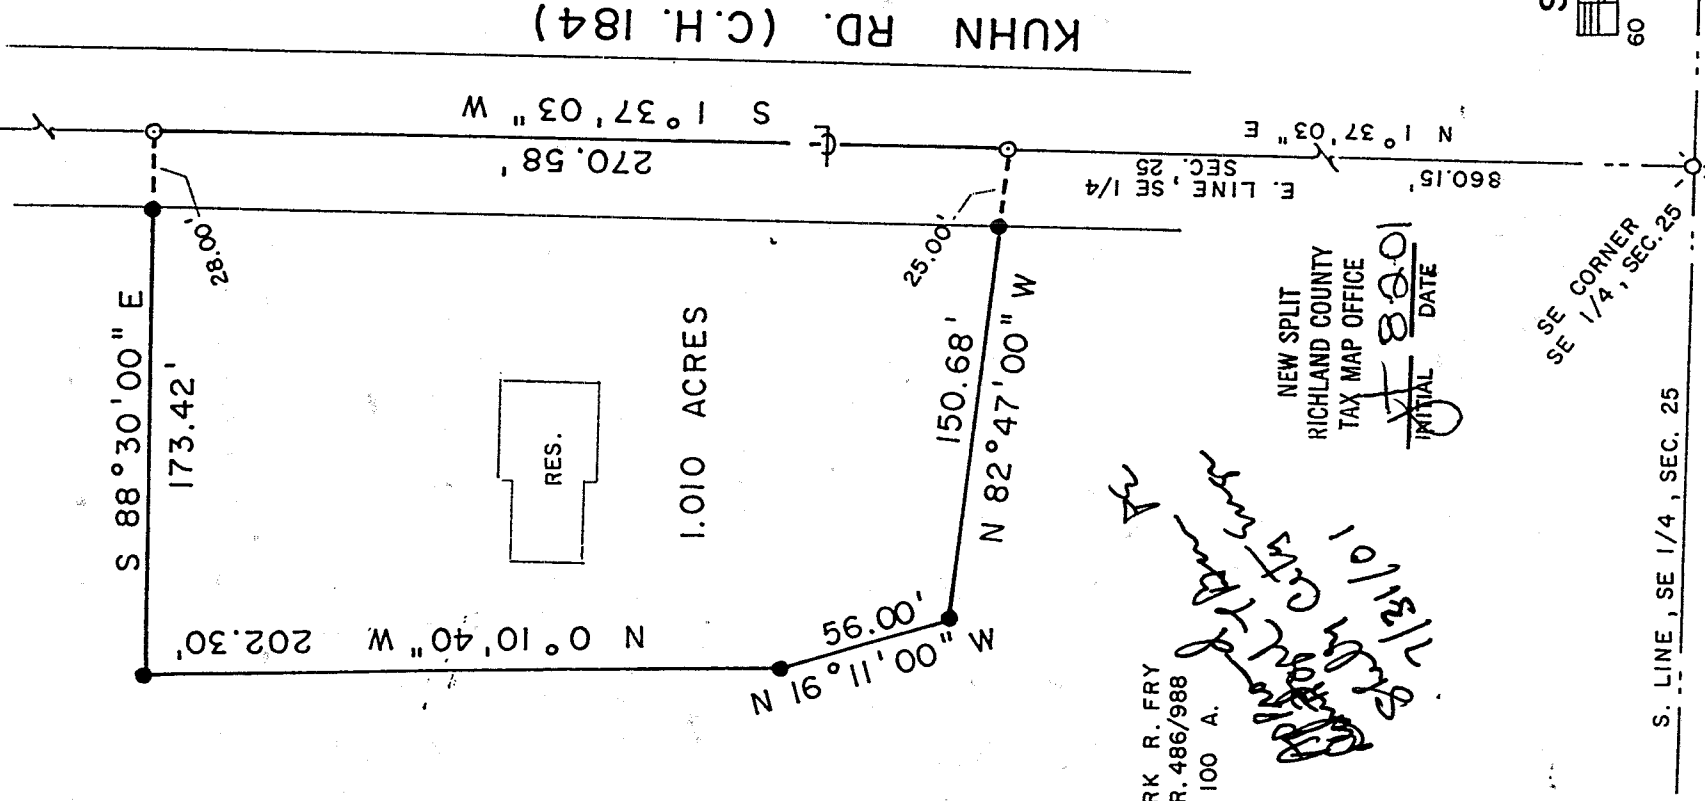 KUHN RD. (C.H. 184)
S 1°37'03" W
270.58'
N 1°37'03" E
860.15'
E. LINE, SE 1/4
SEC. 25
28.00'
25.00'
S 88°30'00" E
173.42'
RES.
1.010 ACRES
150.68'
N 82°47'00" W
N 0°10'40" W 202.30'
56.00'
N 16°11'00" W
NEW SPLIT
RICHLAND COUNTY
TAX MAP OFFICE
INITIAL DATE
10-8-01
SE CORNER
SE 1/4, SEC. 25
S. LINE, SE 1/4, SEC. 25
RK R. FRY
R. 486/988
100 A.
7/31/01
60
S